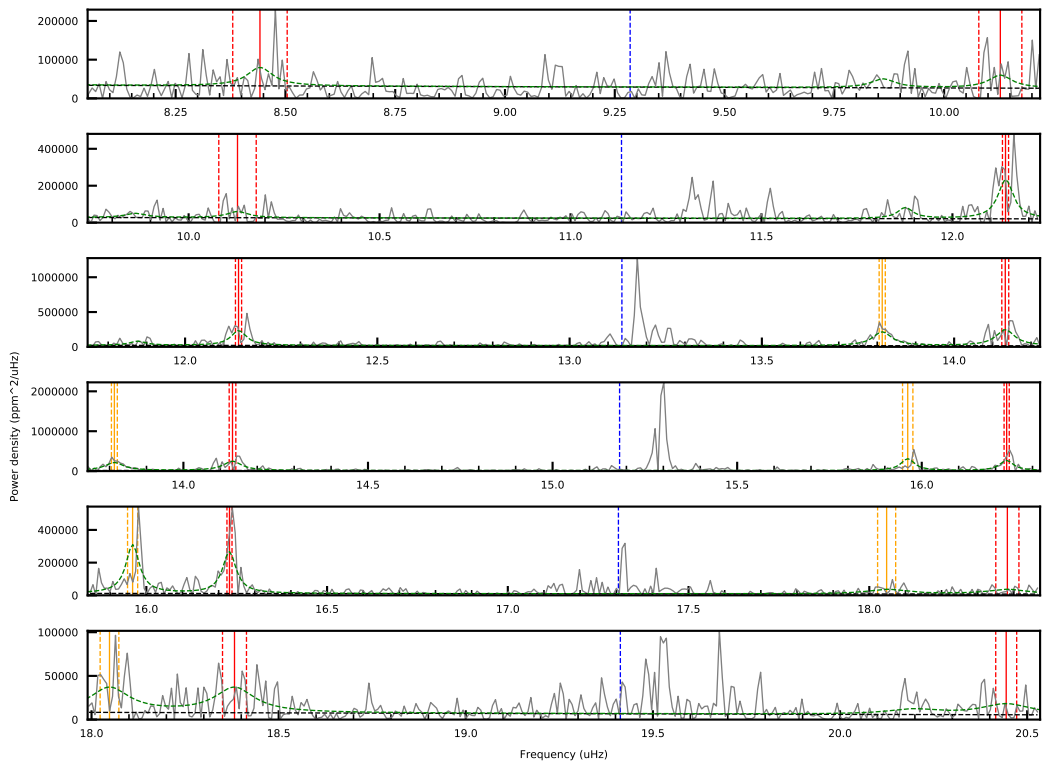 200000
100000
0
8.25 8.50 8.75 9.00 9.25 9.50 9.75 10.00
400000
200000
0
10.0 10.5 11.0 11.5 12.0
1000000
500000
0
12.0 12.5 13.0 13.5 14.0
Power density (ppm^2/uHz)
2000000
1000000
0
14.0 14.5 15.0 15.5 16.0
400000
200000
0
16.0 16.5 17.0 17.5 18.0
100000
50000
0
18.0 18.5 19.0 19.5 20.0 20.5
Frequency (uHz)